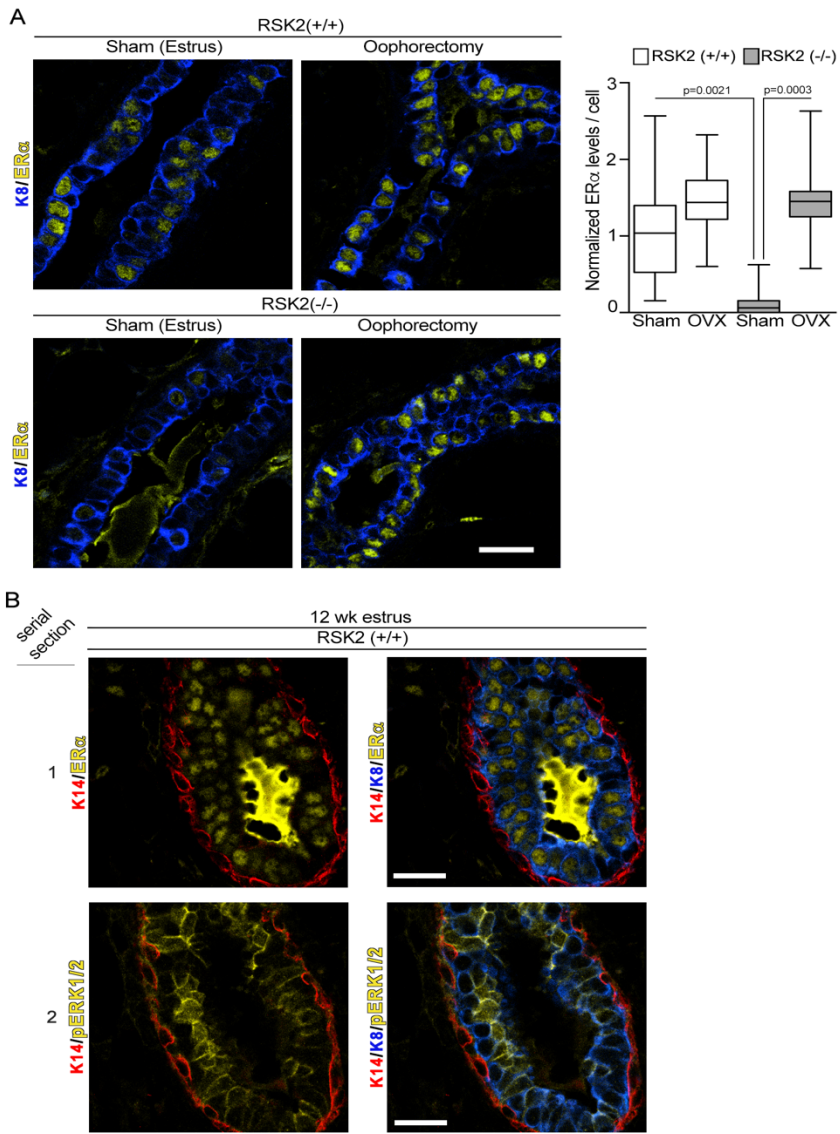 A
RSK2(+/+)
Sham (Estrus) Oophorectomy
K8/ERα
RSK2(-/-)
Sham (Estrus) Oophorectomy
K8/ERα
RSK2 (+/+) RSK2 (-/-)
p=0.0021 p=0.0003
Normalized ERα levels / cell
3
2
1
0
Sham OVX Sham OVX
B
serial
section
12 wk estrus
RSK2 (+/+)
1
K14/ERα
K14/K8/ERα
2
K14/pERK1/2
K14/K8/pERK1/2